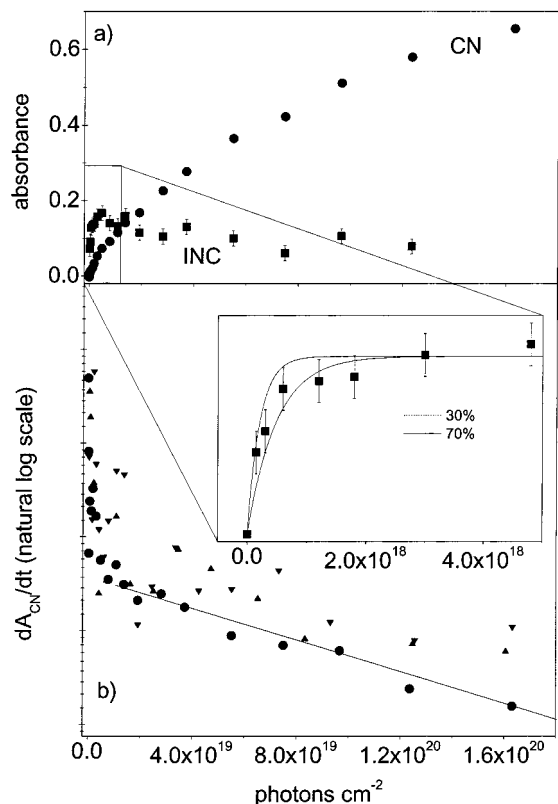 a)
CN
0.6
0.4
absorbance
0.2
INC
0.0
30%
70%
0.0
2.0x10^18
4.0x10^18
dA_CN/dt (natural log scale)
b)
0.0
4.0x10^19
8.0x10^19
1.2x10^20
1.6x10^20
photons cm^-2